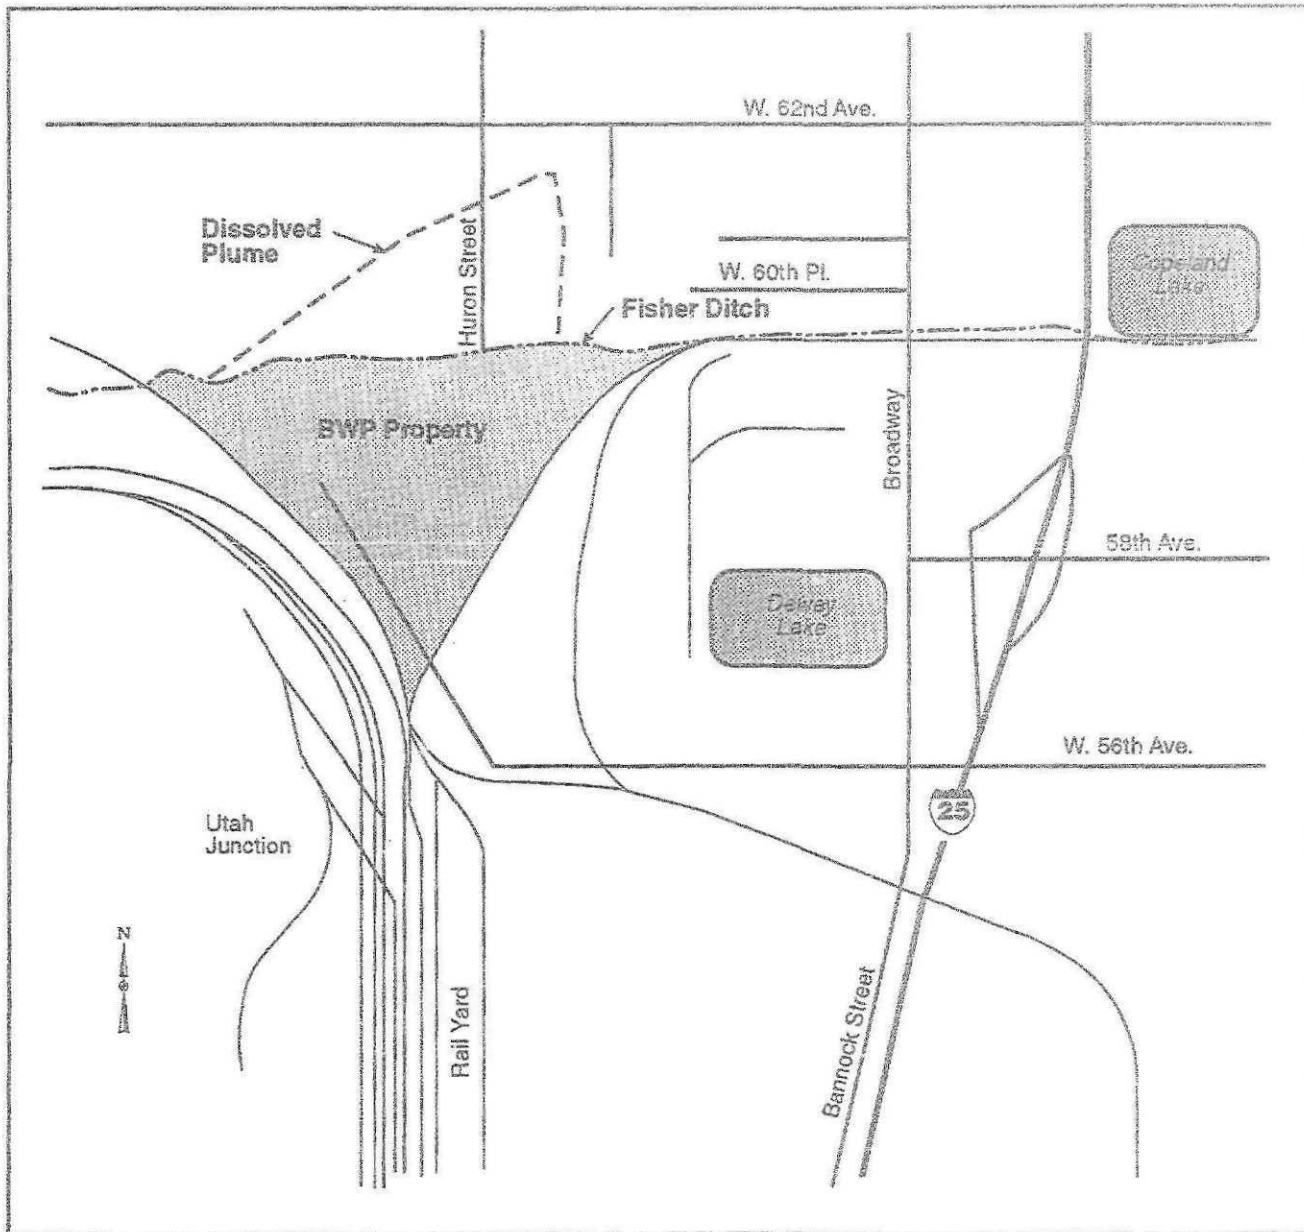 W. 62nd Ave.
Dissolved
Plume
Huron Street
W. 60th Pl.
Copeland
Lake
Fisher Ditch
BWP Property
Broadway
58th Ave.
Dewey
Lake
W. 56th Ave.
25
Utah
Junction
N
Rail Yard
Bannock Street